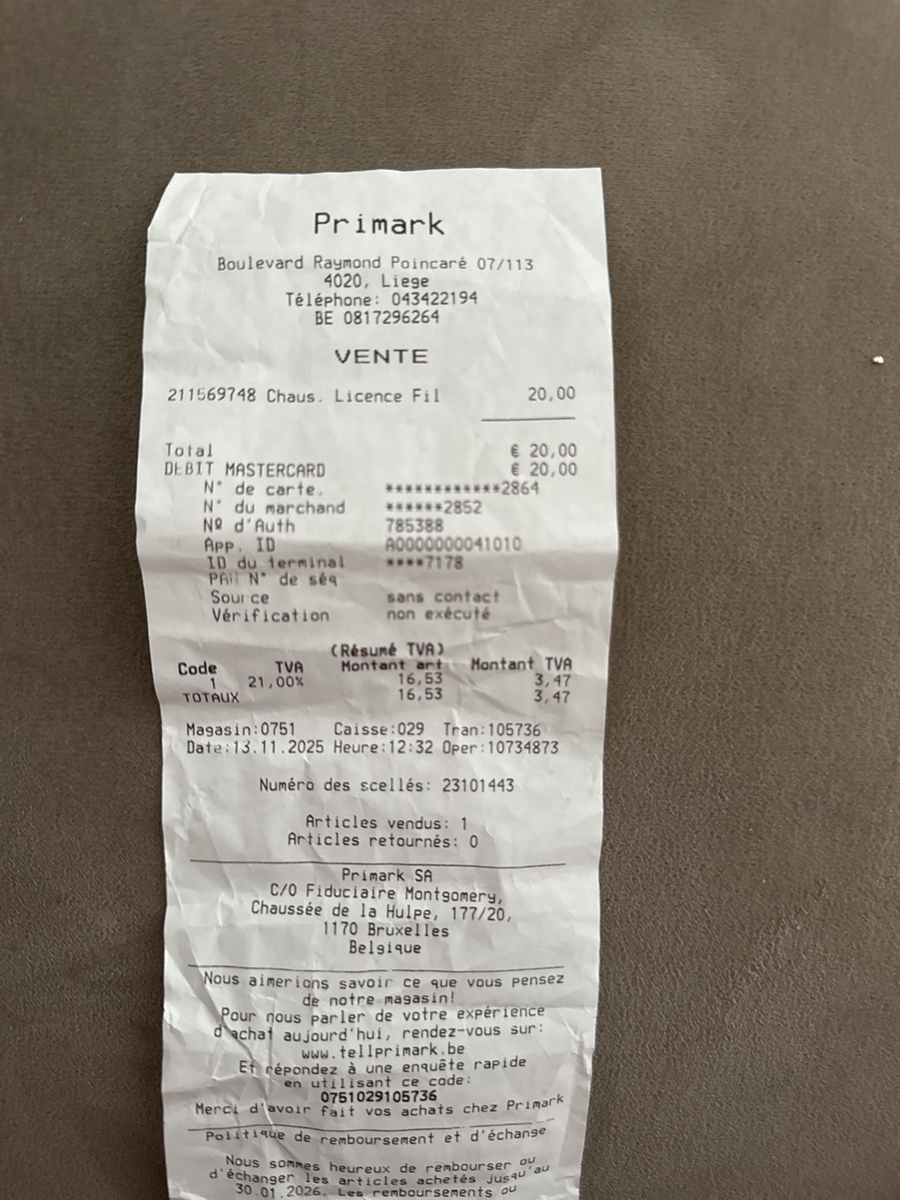 Primark
Boulevard Raymond Poincaré 07/113
4020, Liege
Téléphone: 043422194
BE 0817296264
VENTE
211569748 Chaus. Licence Fil 20,00
Total € 20,00
DEBIT MASTERCARD € 20,00
N° de carte. ************2864
N° du marchand ******2852
Nº d'Auth 785388
App. ID A0000000041010
ID du terminal ****7178
PAN N° de séq
Source sans contact
Vérification non exécuté
(Résumé TVA)
Code TVA Montant art Montant TVA
1 21,00% 16,53 3,47
TOTAUX 16,53 3,47
Magasin:0751 Caisse:029 Tran:105736
Date:13.11.2025 Heure:12:32 Oper:10734873
Numéro des scellés: 23101443
Articles vendus: 1
Articles retournés: 0
Primark SA
C/O Fiduciaire Montgomery,
Chaussée de la Hulpe, 177/20,
1170 Bruxelles
Belgique
Nous aimerions savoir ce que vous pensez
de notre magasin!
Pour nous parler de votre expérience
d'achat aujourd'hui, rendez-vous sur:
www.tellprimark.be
Et répondez à une enquête rapide
en utilisant ce code:
0751029105736
Merci d'avoir fait vos achats chez Primark
Politique de remboursement et d'échange
Nous sommes heureux de rembourser ou
d'échanger les articles achetés jusqu'au
30.01.2026. Les remboursements ou